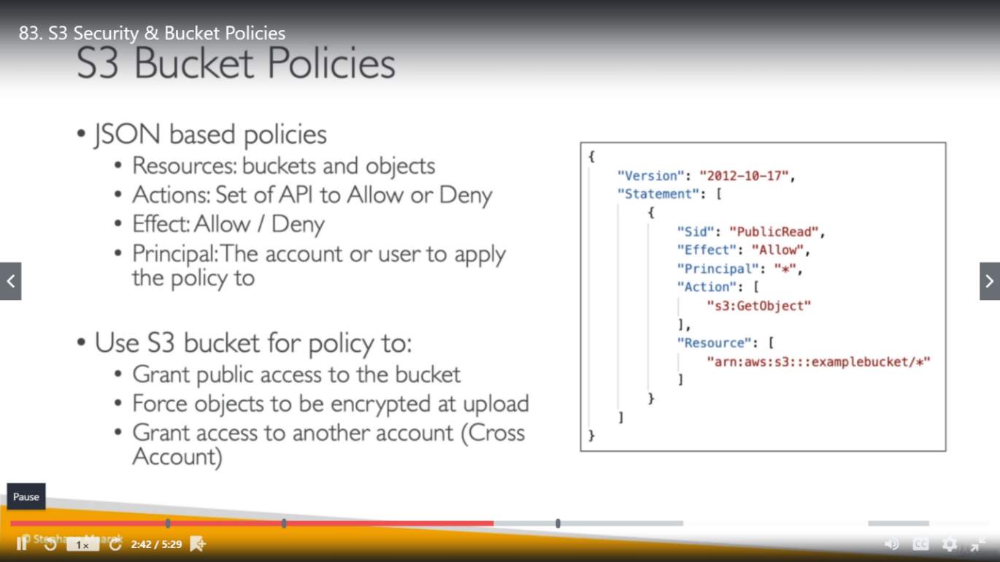 83. S3 Security & Bucket Policies
S3 Bucket Policies
• JSON based policies
• Resources: buckets and objects
• Actions: Set of API to Allow or Deny
• Effect: Allow / Deny
• Principal: The account or user to apply
the policy to
• Use S3 bucket for policy to:
• Grant public access to the bucket
• Force objects to be encrypted at upload
• Grant access to another account (Cross
Account)
{
"Version": "2012-10-17",
"Statement": [
{
"Sid": "PublicRead",
"Effect": "Allow",
"Principal": "*",
"Action": [
"s3:GetObject"
],
"Resource": [
"arn:aws:s3:::examplebucket/*"
]
}
]
}
Pause
1x
2:42 / 5:29
CC